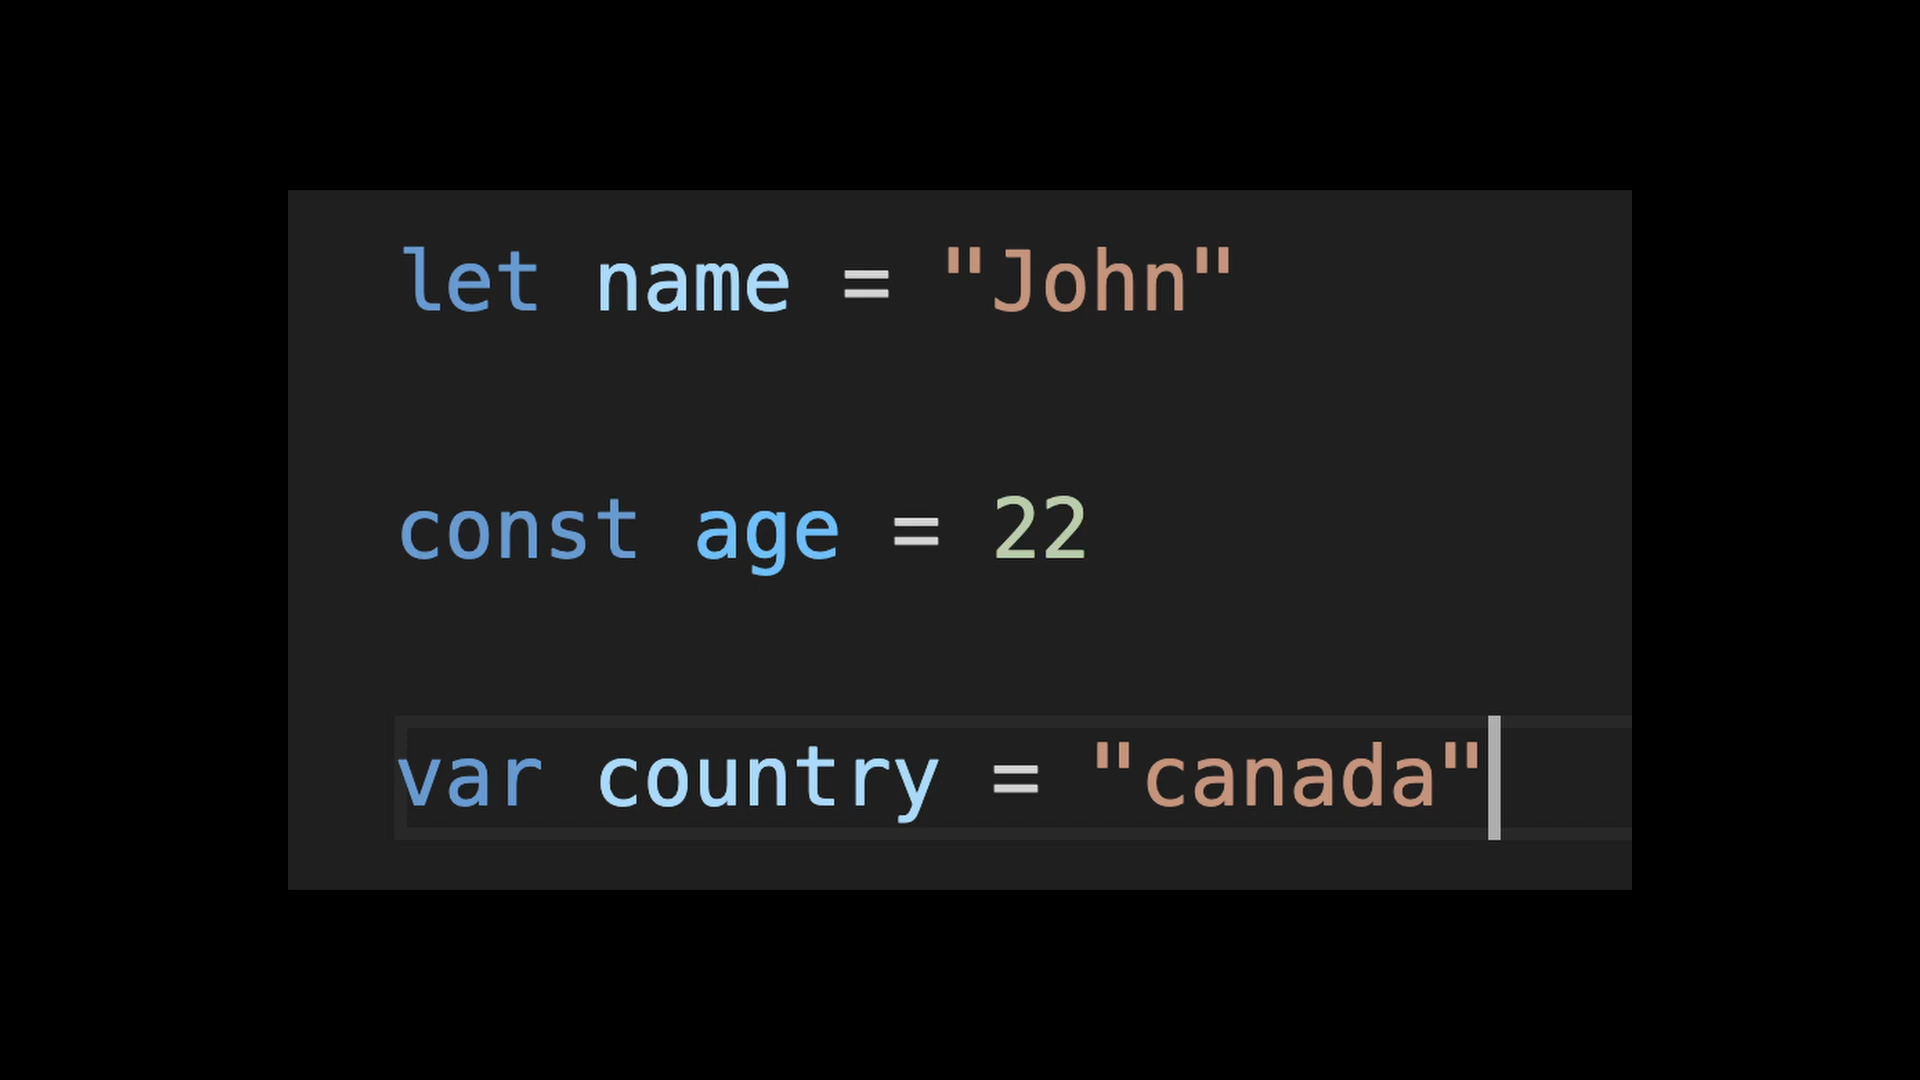 let name = "John"
const age = 22
var country = "canada"